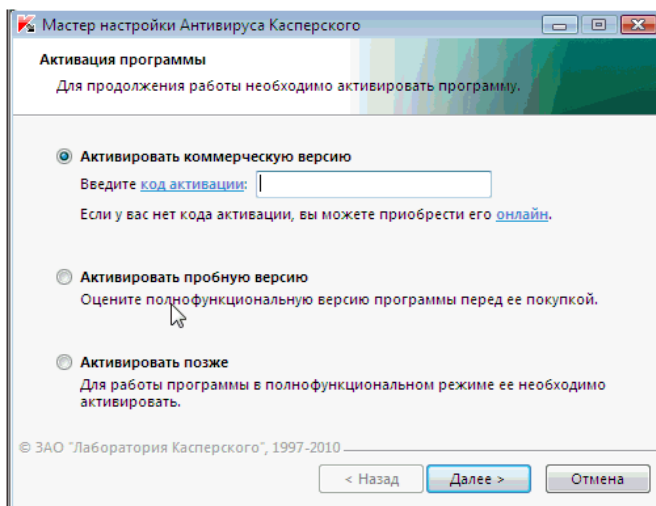 Мастер настройки Антивируса Касперского
Активация программы
Для продолжения работы необходимо активировать программу.
Активировать коммерческую версию
Введите код активации:
Если у вас нет кода активации, вы можете приобрести его онлайн.
Активировать пробную версию
Оцените полнофункциональную версию программы перед ее покупкой.
Активировать позже
Для работы программы в полнофункциональном режиме ее необходимо
активировать.
© ЗАО "Лаборатория Касперского", 1997-2010
< Назад Далее > Отмена